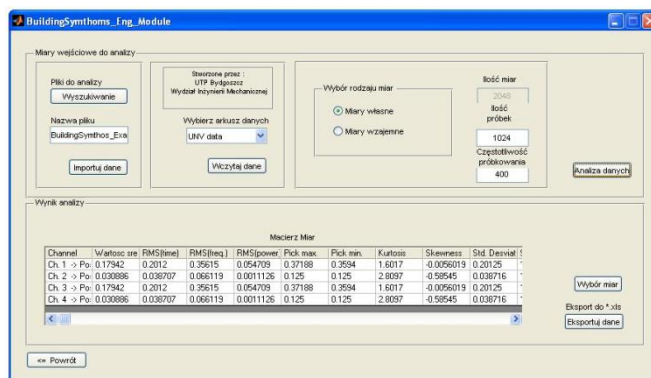 BuildingSymthoms_Eng_Module
Miary wejściowe do analizy
Pliki do analizy
Wyszukiwanie
Nazwa pliku
BuildingSymthos_Exa
Importuj dane
Stworzone przez :
UTP Bydgoszcz
Wydział Inżynierii Mechanicznej
Wybierz arkusz danych
UNV data
Wczytaj dane
Wybór rodzaju miar
Miary własne
Miary wzajemne
Ilość miar
2048
Ilość
próbek
1024
Częstotliwość
próbkowania
400
Analiza danych
Wynik analizy
Macierz Miar
Channel Wartosc sre RMS(time) RMS(freq.) RMS(power Pick max. Pick min. Kurtosis Skewness Std. Desviat S
Ch. 1 -> Po 0.17942 0.2012 0.35615 0.054709 0.37188 0.3594 1.6017 -0.0056019 0.20125
Ch. 2 -> Po 0.030886 0.038707 0.066119 0.0011126 0.125 0.125 2.8097 -0.58545 0.038716
Ch. 3 -> Po 0.17942 0.2012 0.35615 0.054709 0.37188 0.3594 1.6017 -0.0056019 0.20125
Ch. 4 -> Po 0.030886 0.038707 0.066119 0.0011126 0.125 0.125 2.8097 -0.58545 0.038716
Wybór miar
Eksport do *.xls
Eksportuj dane
<= Powrót